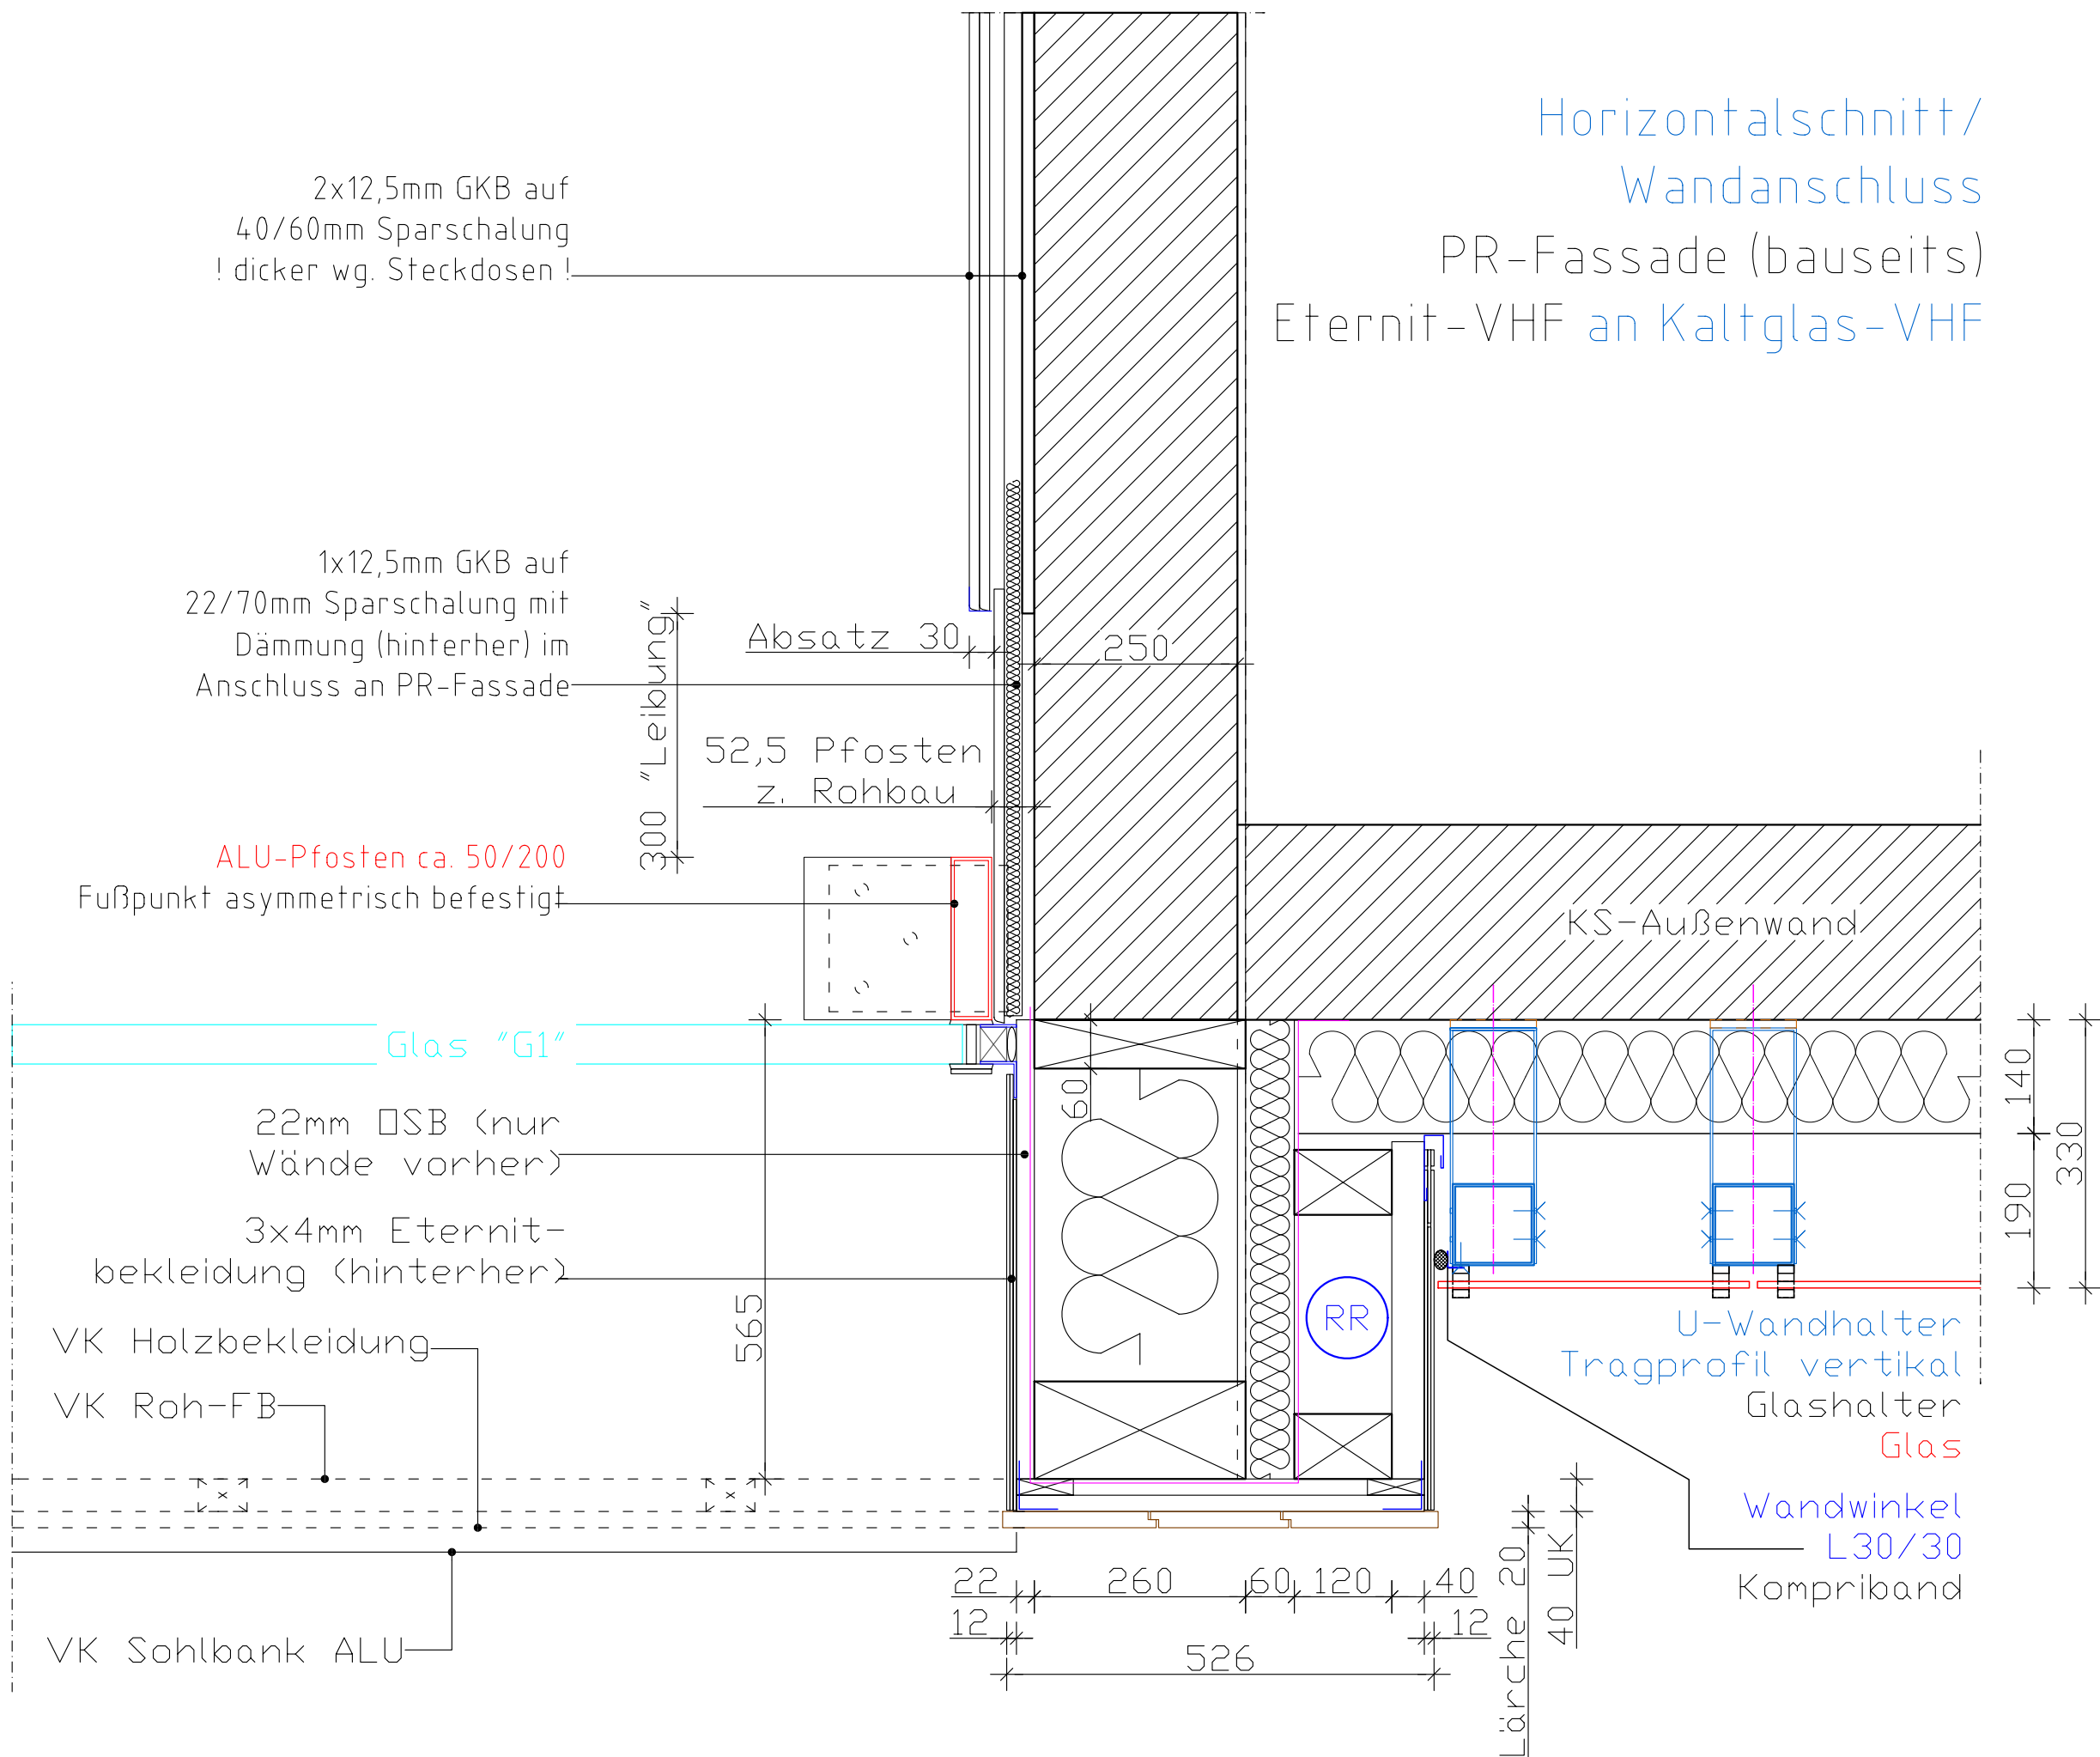 Horizontalschnitt/
Wandanschluss
PR-Fassade (bauseits)
Eternit-VHF an Kaltglas-VHF
2x12,5mm GKB auf
40/60mm Sparschalung
! dicker wg. Steckdosen !
1x12,5mm GKB auf
22/70mm Sparschalung mit
Dämmung (hinterher) im
Anschluss an PR-Fassade
300 "Leibung"
Absatz 30
250
52,5 Pfosten
z. Rohbau
ALU-Pfosten ca. 50/200
Fußpunkt asymmetrisch befestigt
KS-Außenwand
Glas "G1"
60
140
190
330
22mm OSB (nur
Wände vorher)
3x4mm Eternit-
bekleidung (hinterher)
565
RR
VK Holzbekleidung
VK Roh-FB
VK Sohlbank ALU
U-Wandhalter
Tragprofil vertikal
Glashalter
Glas
Wandwinkel
L30/30
Kompriband
22
260
60
120
40
12
12
526
Lärche 20
40 UK